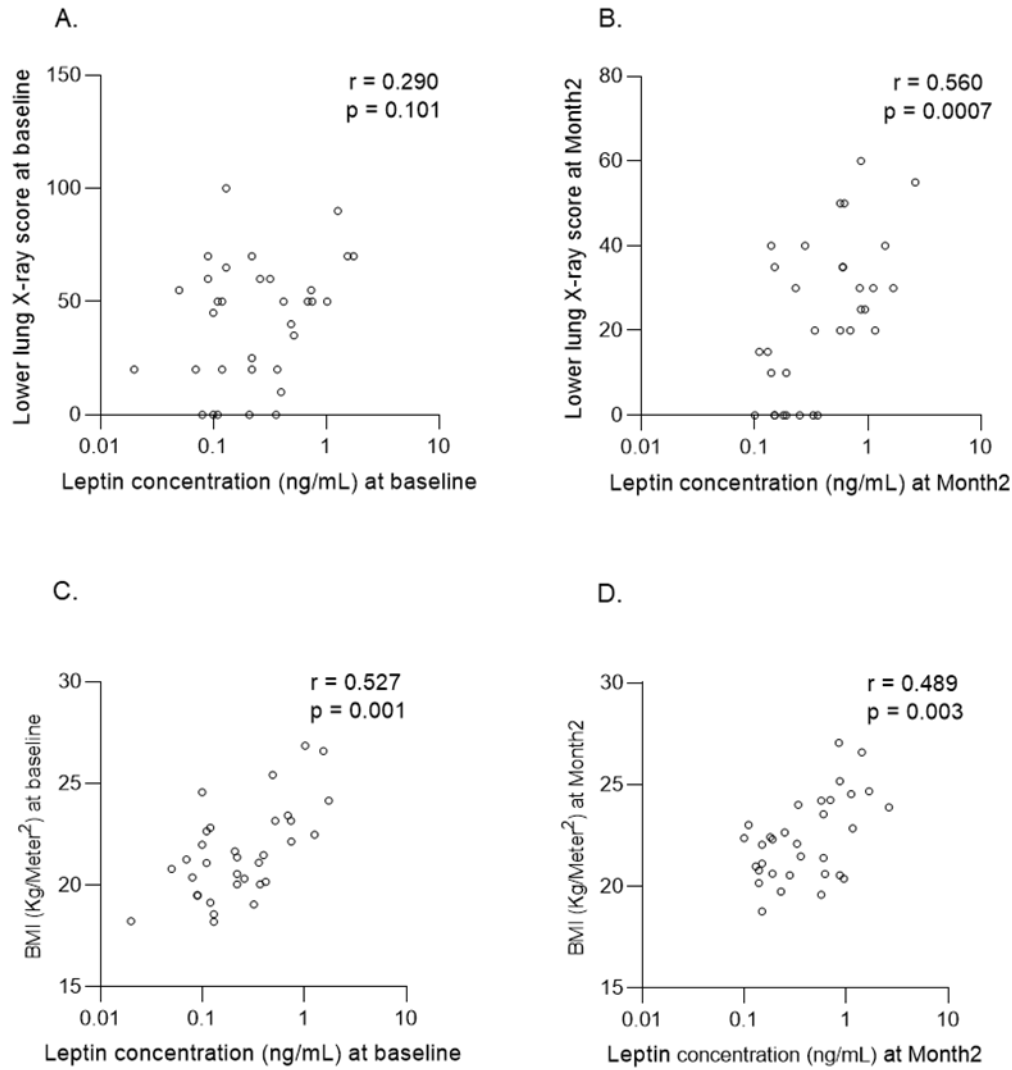 A.
r = 0.290
p = 0.101
Lower lung X-ray score at baseline
150
100
50
0
0.01 0.1 1 10
Leptin concentration (ng/mL) at baseline
B.
r = 0.560
p = 0.0007
Lower lung X-ray score at Month2
80
60
40
20
0
0.01 0.1 1 10
Leptin concentration (ng/mL) at Month2
C.
r = 0.527
p = 0.001
BMI (Kg/Meter²) at baseline
30
25
20
15
0.01 0.1 1 10
Leptin concentration (ng/mL) at baseline
D.
r = 0.489
p = 0.003
BMI (Kg/Meter²) at Month2
30
25
20
15
0.01 0.1 1 10
Leptin concentration (ng/mL) at Month2